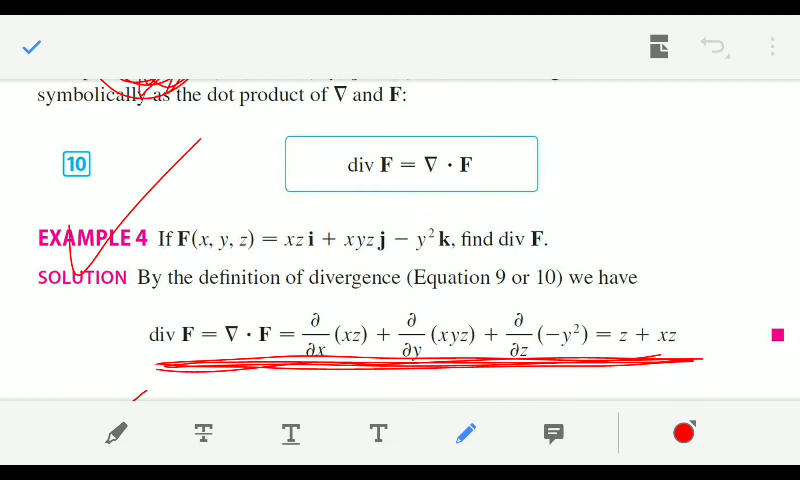 symbolically as the dot product of ∇ and F:
10
div F = ∇ · F
EXAMPLE 4 If F(x, y, z) = xz i + xyz j − y² k, find div F.
SOLUTION By the definition of divergence (Equation 9 or 10) we have
div F = ∇ · F = ∂/∂x (xz) + ∂/∂y (xyz) + ∂/∂z (−y²) = z + xz